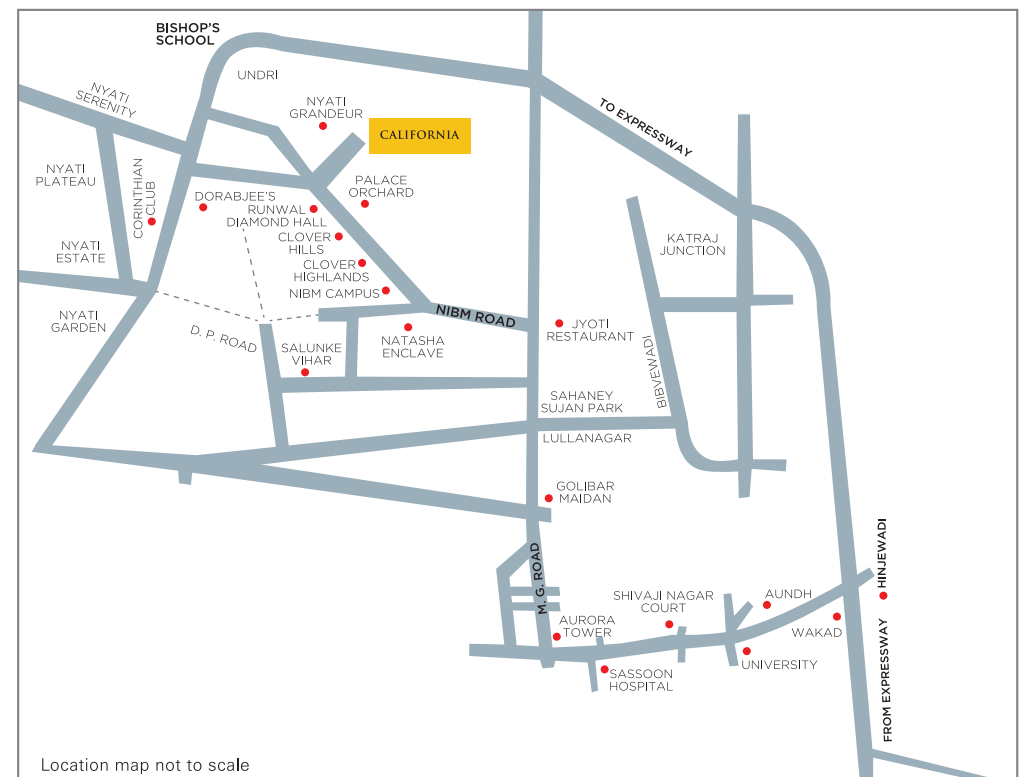 BISHOP'S
SCHOOL
UNDRI
NYATI
SERENITY
NYATI
GRANDEUR
CALIFORNIA
TO EXPRESSWAY
NYATI
PLATEAU
CORINTHIAN
CLUB
DORABJEE'S
PALACE
ORCHARD
RUNWAL
DIAMOND HALL
CLOVER
HILLS
CLOVER
HIGHLANDS
NIBM CAMPUS
KATRAJ
JUNCTION
NYATI
ESTATE
NYATI
GARDEN
D. P. ROAD
NIBM ROAD
SALUNKE
VIHAR
NATASHA
ENCLAVE
JYOTI
RESTAURANT
BIBVEWADI
SAHANEY
SUJAN PARK
LULLANAGAR
GOLIBAR
MAIDAN
M. G. ROAD
AURORA
TOWER
SHIVAJI NAGAR
COURT
SASSOON
HOSPITAL
AUNDH
UNIVERSITY
WAKAD
HINJEWADI
FROM EXPRESSWAY
Location map not to scale